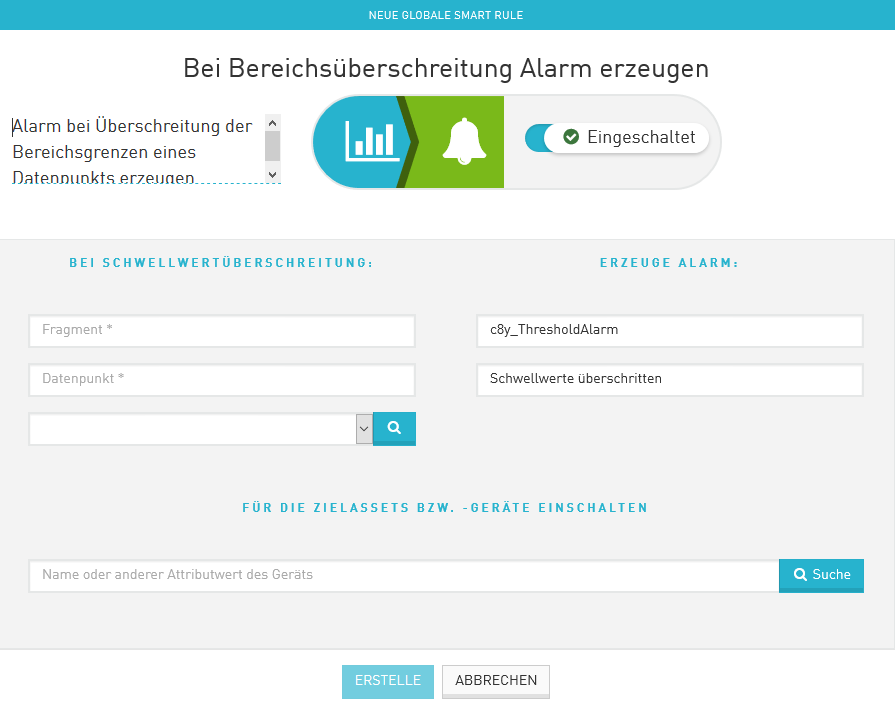 NEUE GLOBALE SMART RULE
Bei Bereichsüberschreitung Alarm erzeugen
Alarm bei Überschreitung der
Bereichsgrenzen eines
Datenpunkts erzeugen
Eingeschaltet
BEI SCHWELLWERTÜBERSCHREITUNG:
Fragment *
Datenpunkt *
ERZEUGE ALARM:
c8y_ThresholdAlarm
Schwellwerte überschritten
FÜR DIE ZIELASSETS BZW. -GERÄTE EINSCHALTEN
Name oder anderer Attributwert des Geräts
Suche
ERSTELLE
ABBRECHEN